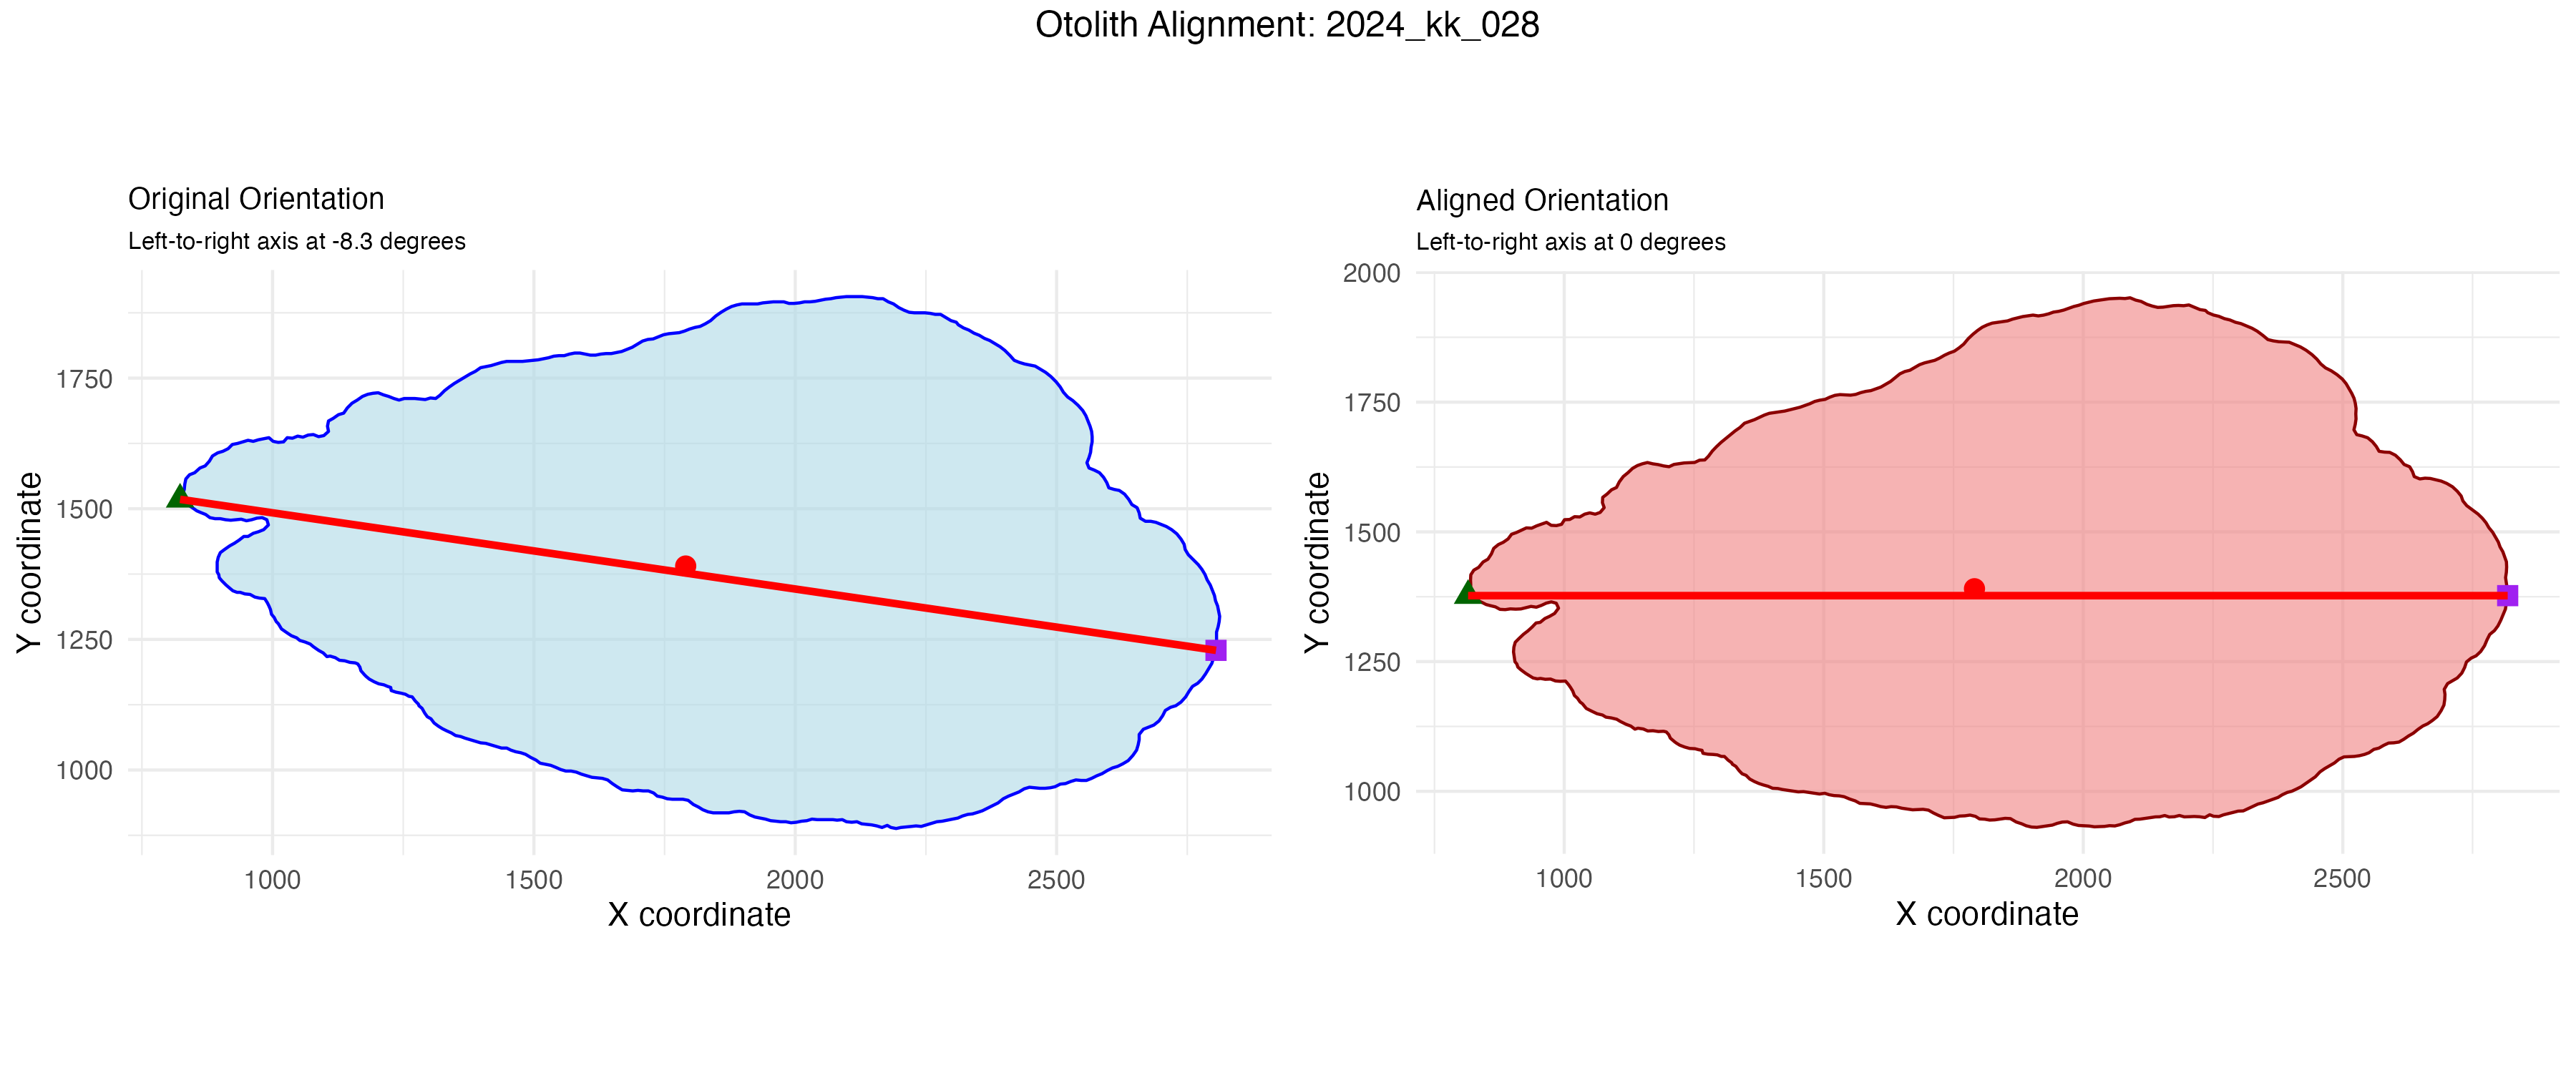 Otolith Alignment: 2024_kk_028
Original Orientation
Left-to-right axis at -8.3 degrees
1750
1500
1250
1000
Y coordinate
1000 1500 2000 2500
X coordinate
Aligned Orientation
Left-to-right axis at 0 degrees
2000
1750
1500
1250
1000
Y coordinate
1000 1500 2000 2500
X coordinate